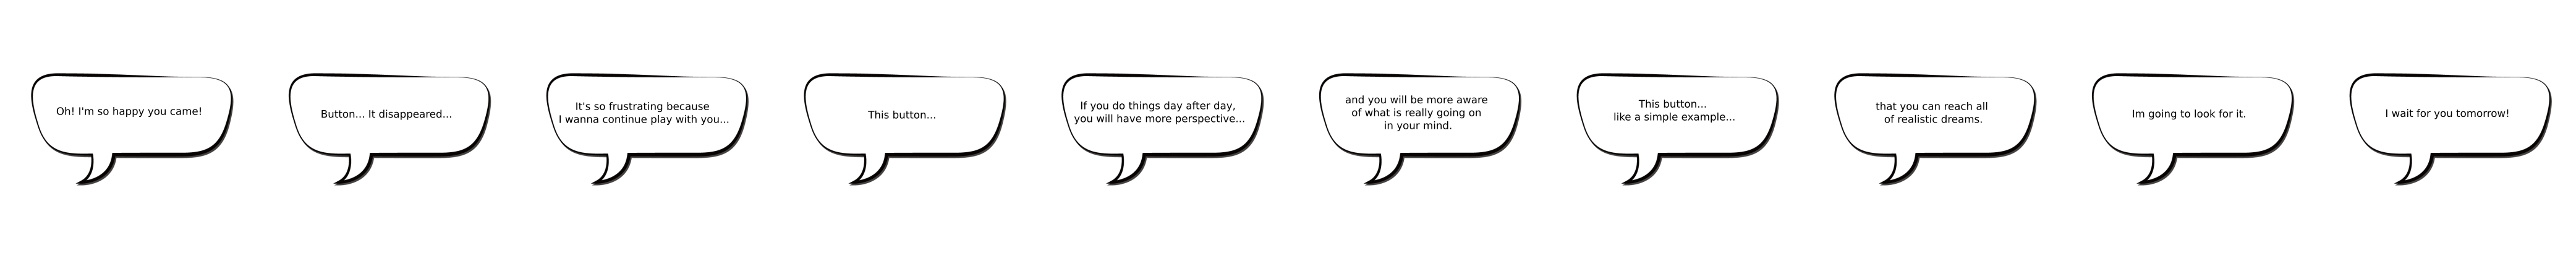 Oh! I'm so happy you came!
Button... It disappeared...
It's so frustrating because
I wanna continue play with you...
This button...
If you do things day after day,
you will have more perspective...
and you will be more aware
of what is really going on
in your mind.
This button...
like a simple example...
that you can reach all
of realistic dreams.
Im going to look for it.
I wait for you tomorrow!